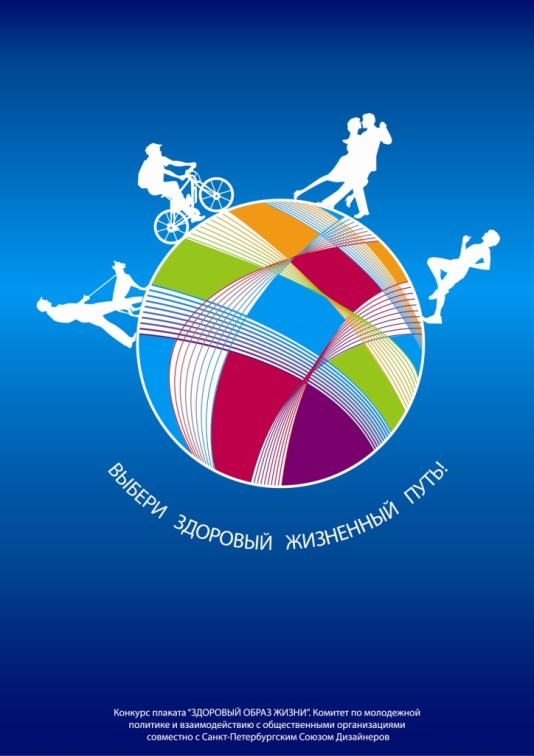 ВЫБЕРИ ЗДОРОВЫЙ ЖИЗНЕННЫЙ ПУТЬ!
Конкурс плаката "ЗДОРОВЫЙ ОБРАЗ ЖИЗНИ". Комитет по молодежной
политике и взаимодействию с общественными организациями
совместно с Санкт-Петербургским Союзом Дизайнеров